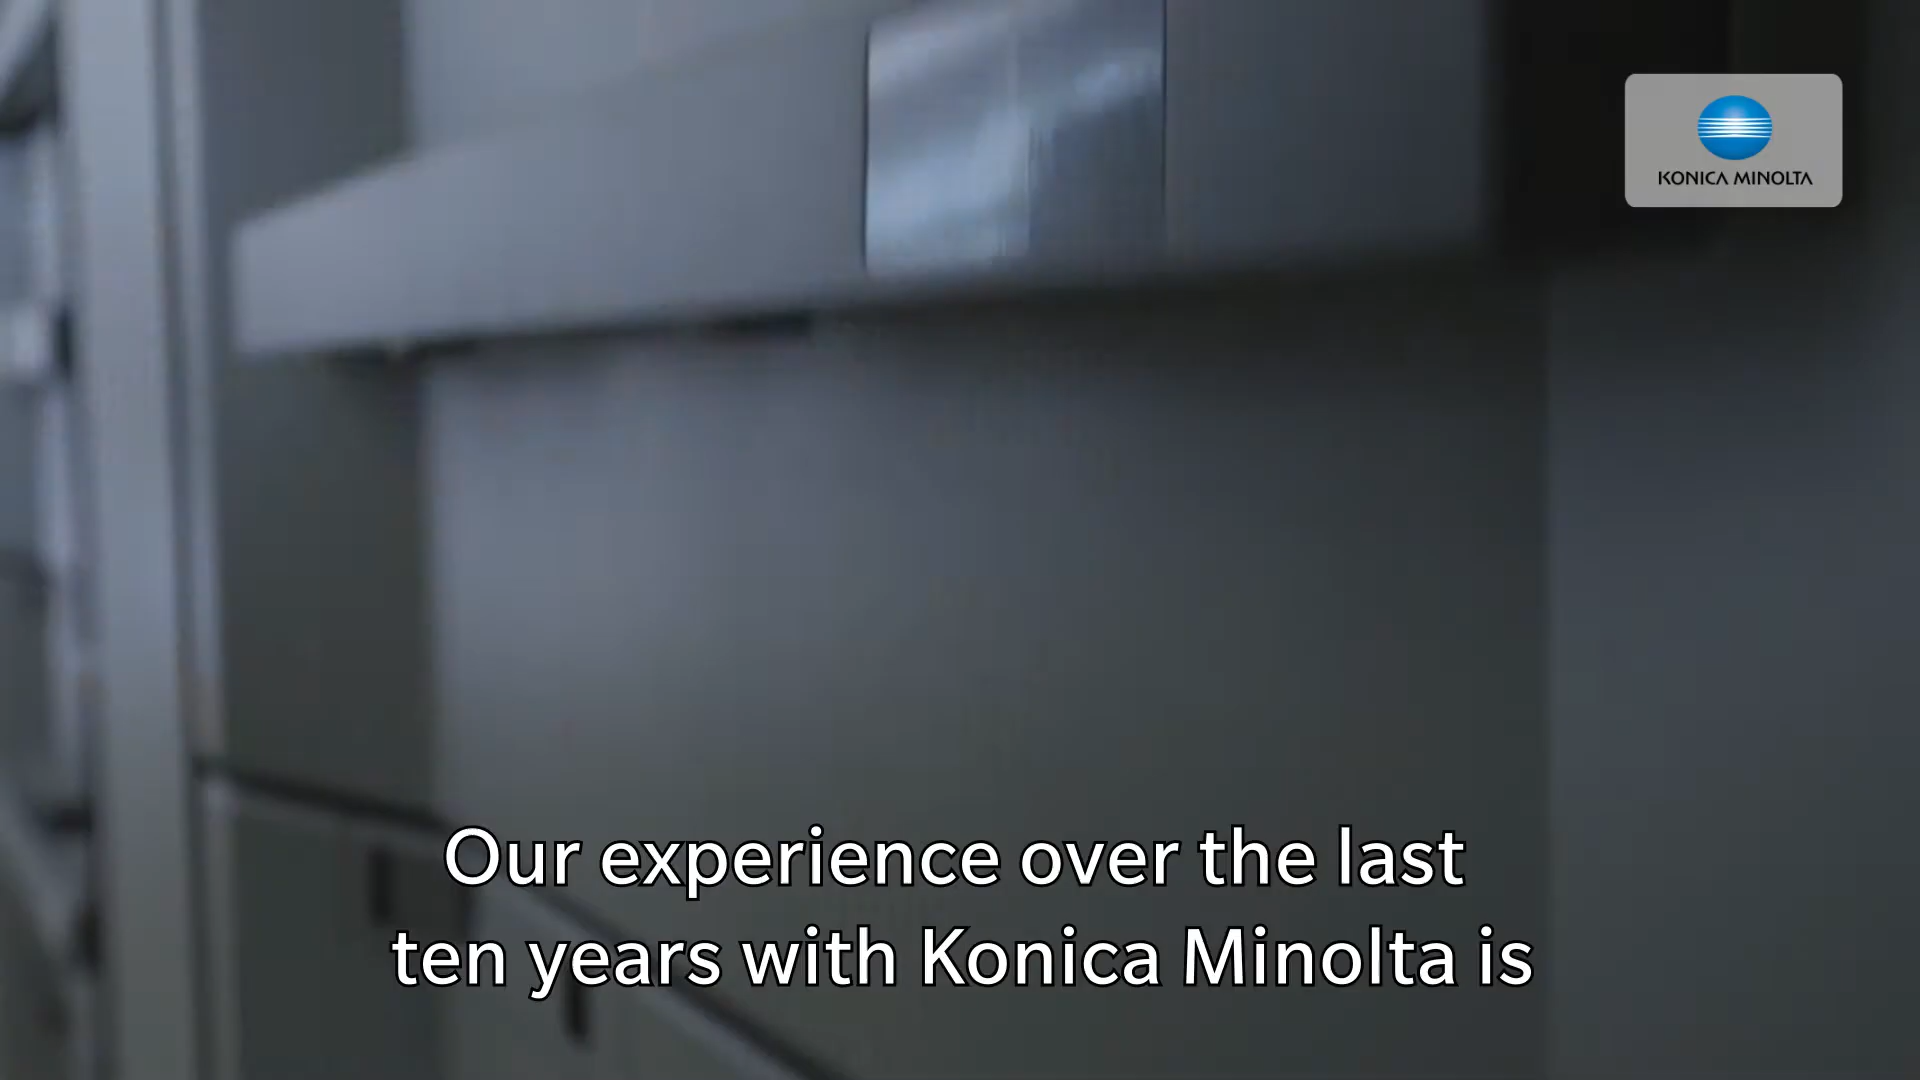 KONICA MINOLTA
Our experience over the last
ten years with Konica Minolta is